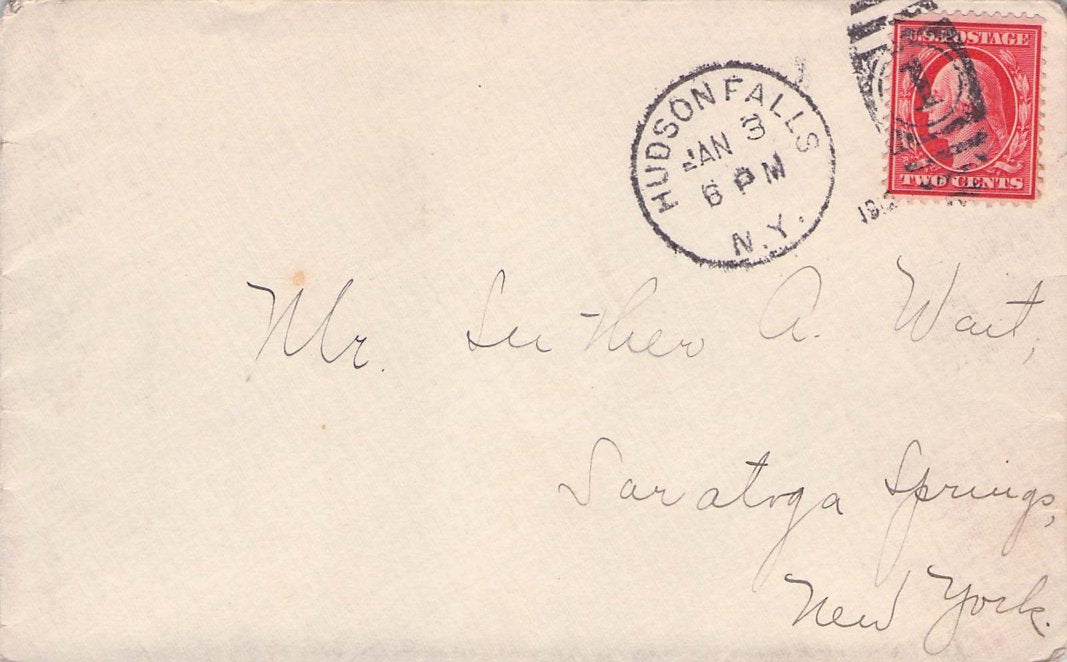 HUDSON FALLS
JAN 3
6 PM
N.Y.
U.S. POSTAGE
TWO CENTS
Mr. Luther A. Wait,
Saratoga Springs,
New York.